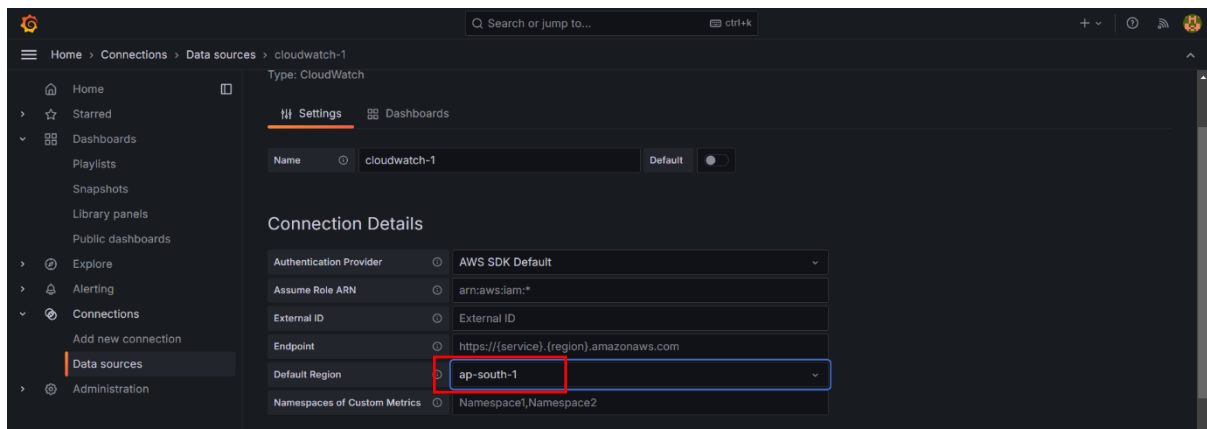 Search or jump to... ctrl+k
Home > Connections > Data sources > cloudwatch-1
Home
Starred
Dashboards
Playlists
Snapshots
Library panels
Public dashboards
Explore
Alerting
Connections
Add new connection
Data sources
Administration
Type: CloudWatch
Settings Dashboards
Name cloudwatch-1 Default
Connection Details
Authentication Provider AWS SDK Default
Assume Role ARN arn:aws:iam:*
External ID External ID
Endpoint https://{service}.{region}.amazonaws.com
Default Region ap-south-1
Namespaces of Custom Metrics Namespace1,Namespace2